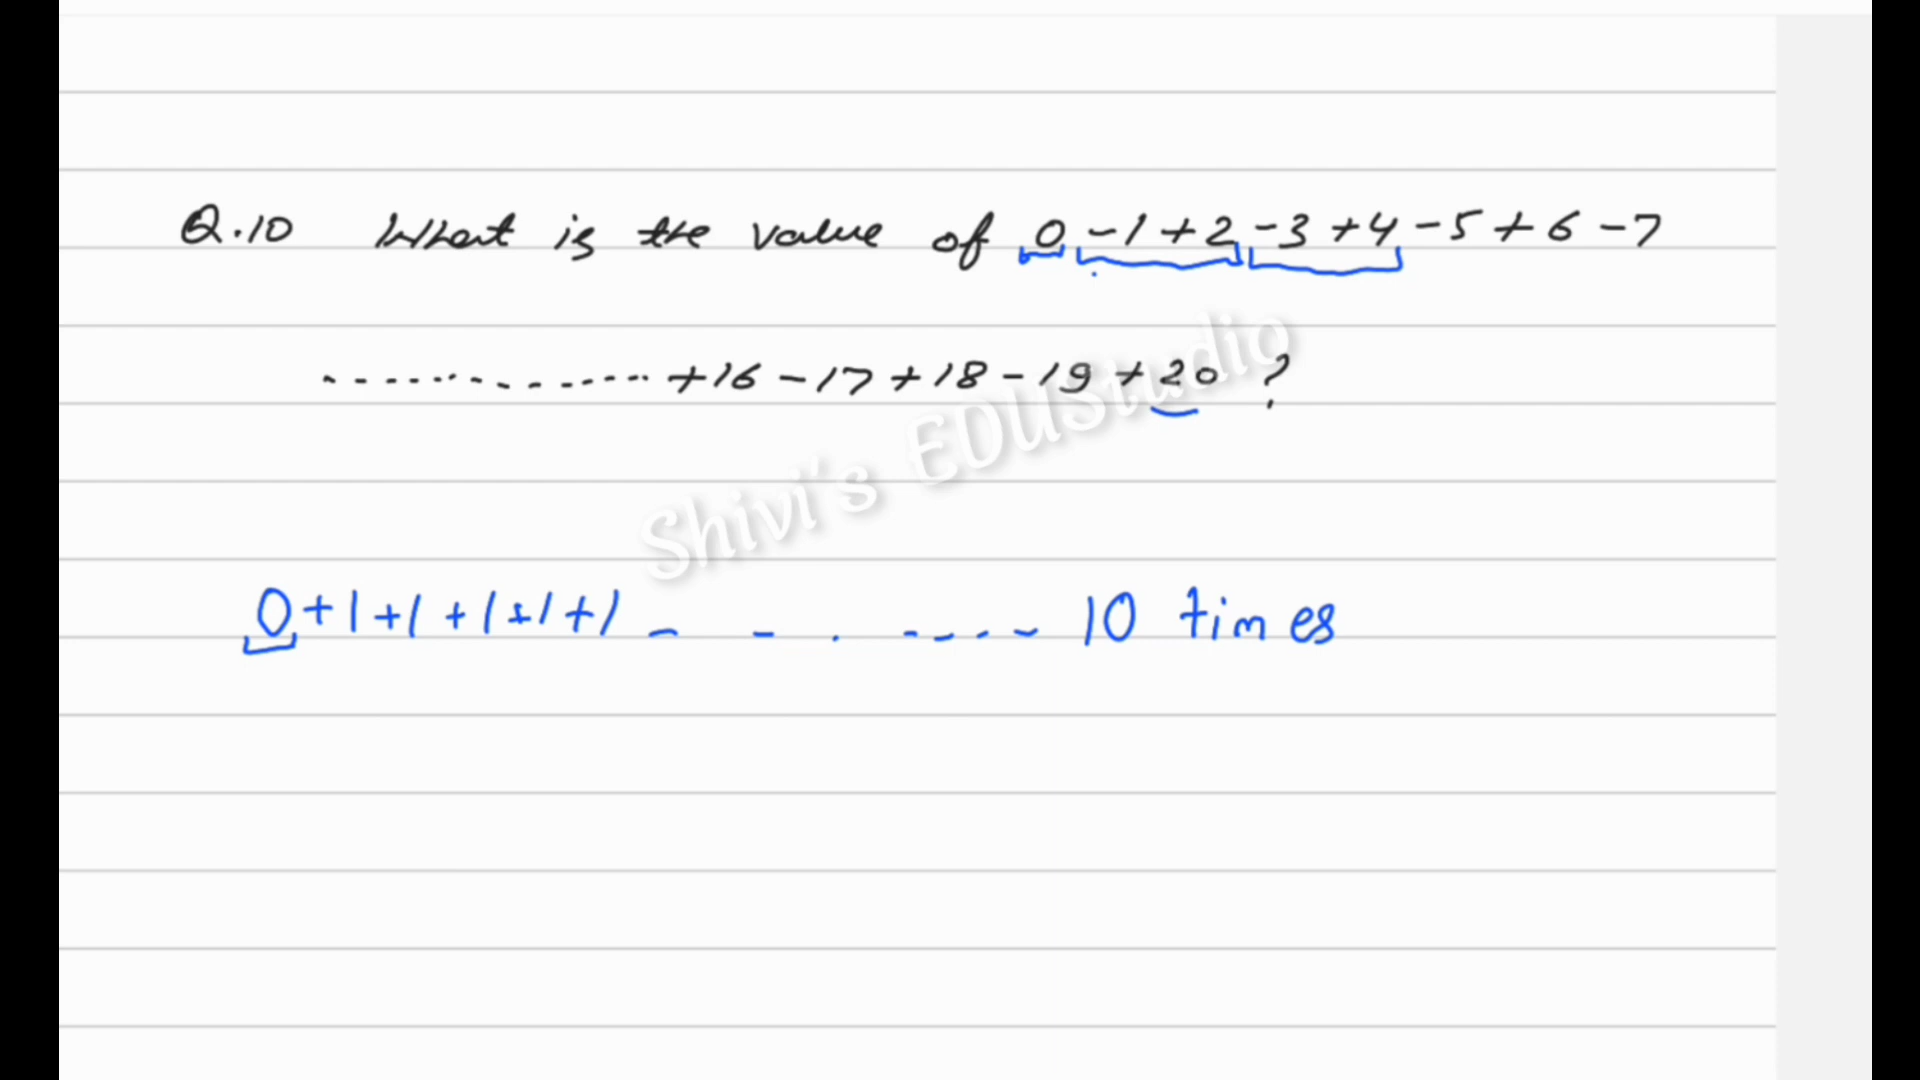 Q.10 What is the value of 0 -1 +2 -3 +4 -5 + 6 -7
.................... +16 -17 +18 -19 + 20 ?
Shivi's EDUStudio
0+1+1+1+1+1 - - . - - - - 10 times